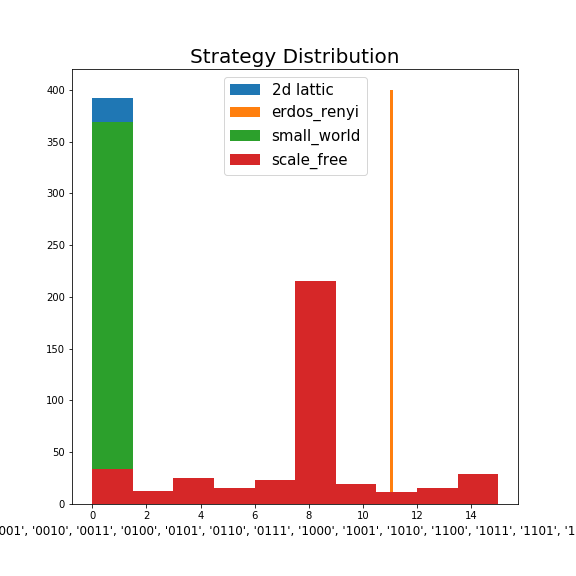 Strategy Distribution
2d lattic
erdos_renyi
small_world
scale_free
400
350
300
250
200
150
100
50
0
0 2 4 6 8 10 12 14
001', '0010', '0011', '0100', '0101', '0110', '0111', '1000', '1001', '1010', '1100', '1011', '1101', '1